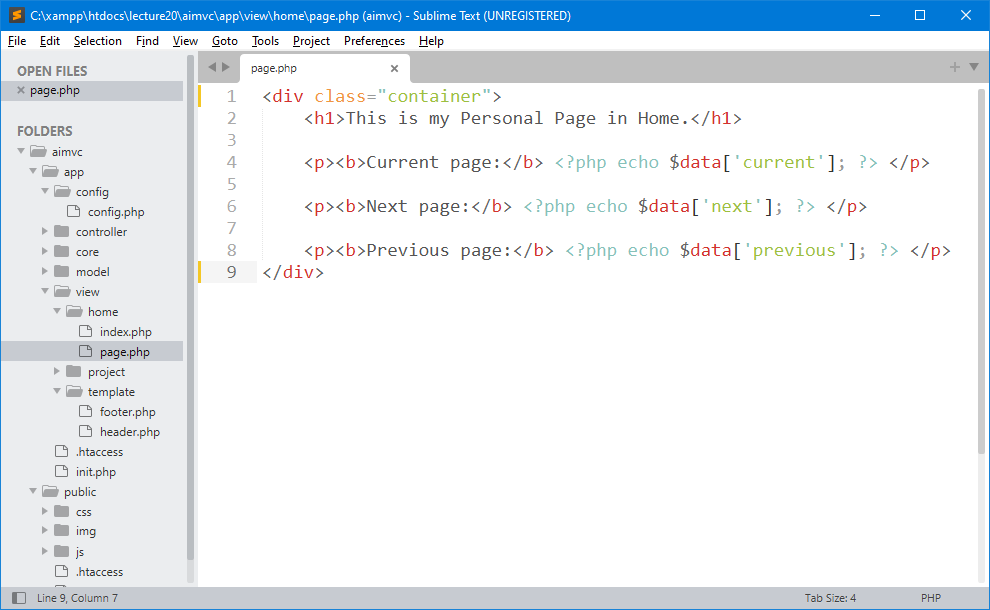 C:\xampp\htdocs\lecture20\aimvc\app\view\home\page.php (aimvc) - Sublime Text (UNREGISTERED)
File Edit Selection Find View Goto Tools Project Preferences Help
OPEN FILES
page.php
FOLDERS
aimvc
app
config
config.php
controller
core
model
view
home
index.php
page.php
project
template
footer.php
header.php
.htaccess
init.php
public
css
img
js
.htaccess
page.php
1 <div class="container">
2 <h1>This is my Personal Page in Home.</h1>
3
4 <p><b>Current page:</b> <?php echo $data['current']; ?> </p>
5
6 <p><b>Next page:</b> <?php echo $data['next']; ?> </p>
7
8 <p><b>Previous page:</b> <?php echo $data['previous']; ?> </p>
9 </div>
Line 9, Column 7 Tab Size: 4 PHP